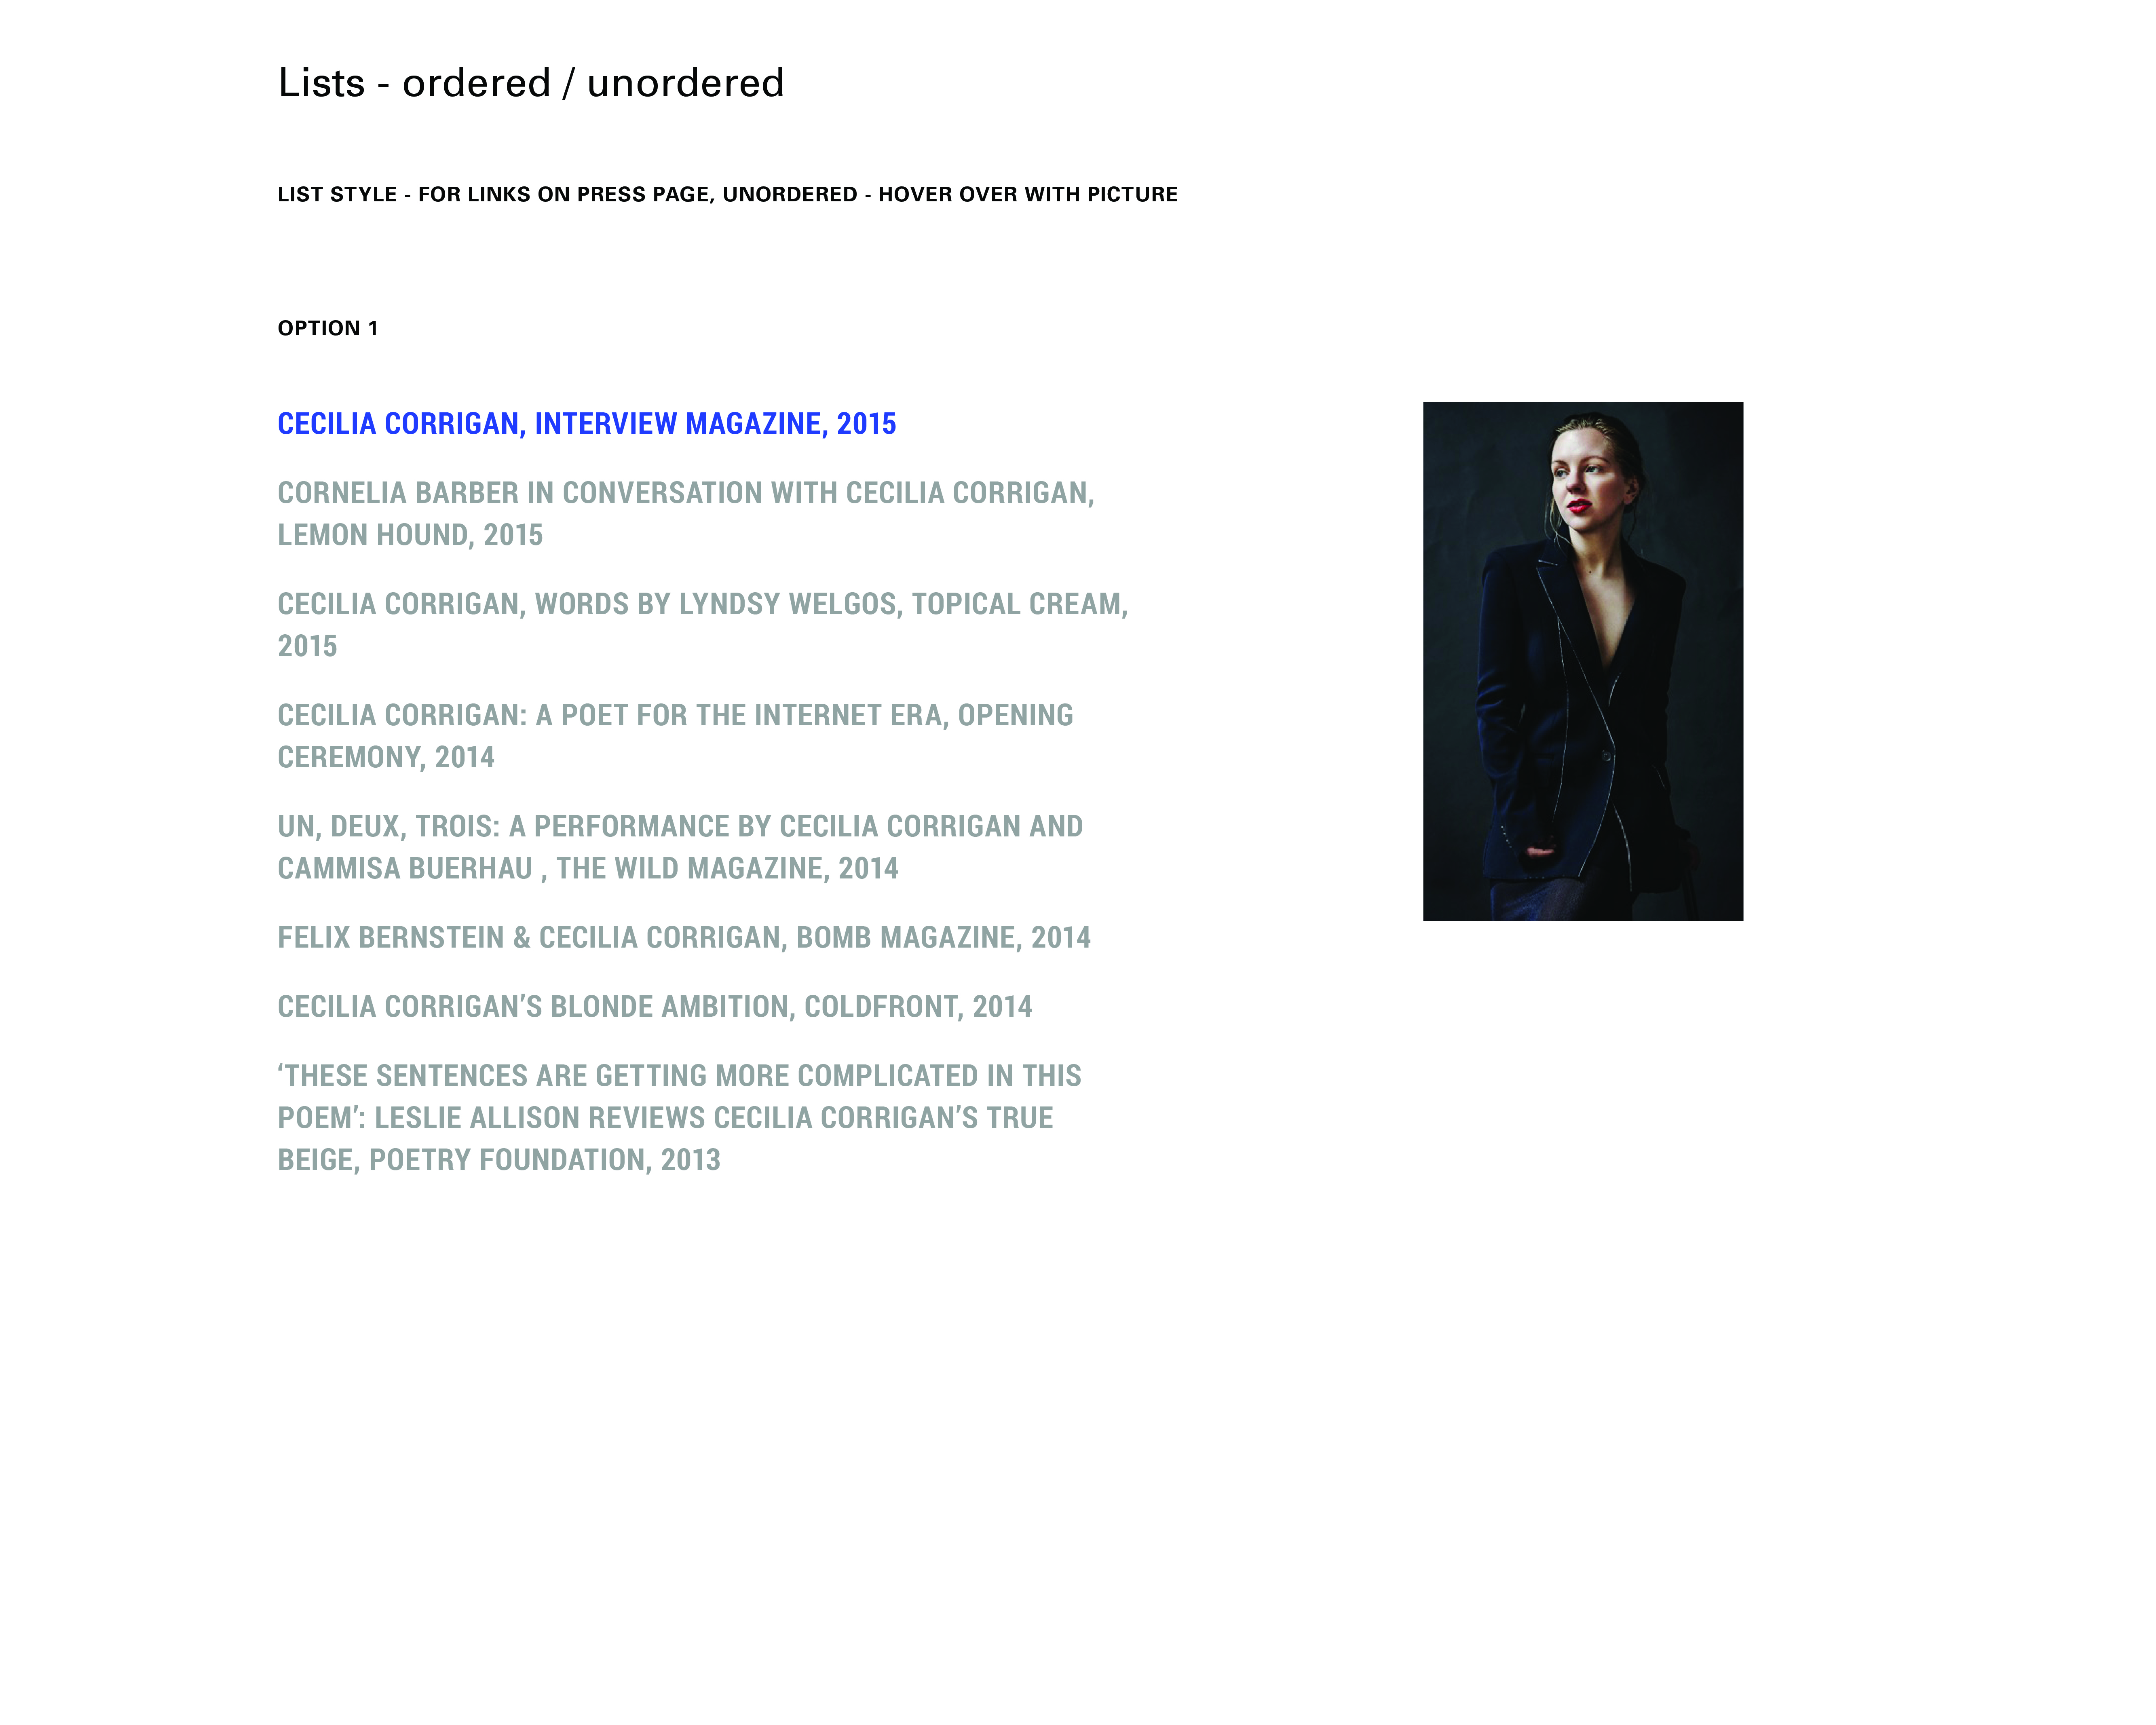 Lists - ordered / unordered
LIST STYLE - FOR LINKS ON PRESS PAGE, UNORDERED - HOVER OVER WITH PICTURE
OPTION 1
CECILIA CORRIGAN, INTERVIEW MAGAZINE, 2015
CORNELIA BARBER IN CONVERSATION WITH CECILIA CORRIGAN,
LEMON HOUND, 2015
CECILIA CORRIGAN, WORDS BY LYNDSY WELGOS, TOPICAL CREAM,
2015
CECILIA CORRIGAN: A POET FOR THE INTERNET ERA, OPENING
CEREMONY, 2014
UN, DEUX, TROIS: A PERFORMANCE BY CECILIA CORRIGAN AND
CAMMISA BUERHAU , THE WILD MAGAZINE, 2014
FELIX BERNSTEIN & CECILIA CORRIGAN, BOMB MAGAZINE, 2014
CECILIA CORRIGAN’S BLONDE AMBITION, COLDFRONT, 2014
‘THESE SENTENCES ARE GETTING MORE COMPLICATED IN THIS
POEM’: LESLIE ALLISON REVIEWS CECILIA CORRIGAN’S TRUE
BEIGE, POETRY FOUNDATION, 2013